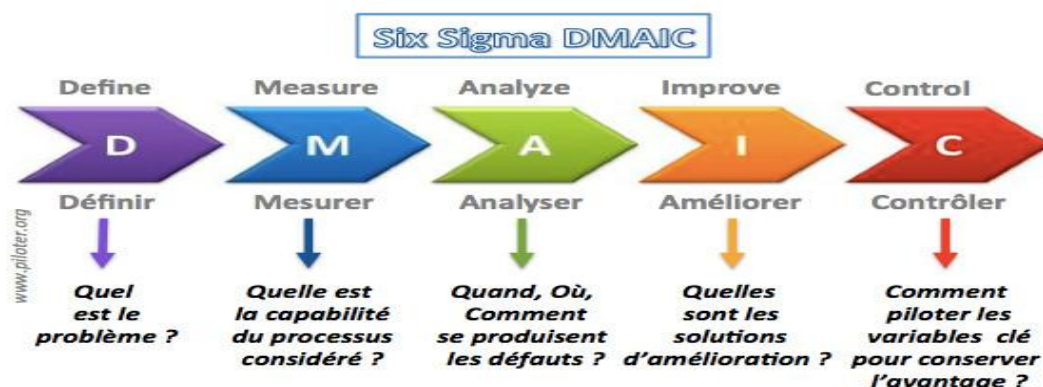 Six Sigma DMAIC
Define Measure Analyze Improve Control
D M A I C
Définir Mesurer Analyser Améliorer Contrôler
www.piloter.org
Quel
est le
problème ?
Quelle est
la capabilité
du processus
considéré ?
Quand, Où,
Comment
se produisent
les défauts ?
Quelles
sont les
solutions
d'amélioration ?
Comment
piloter les
variables clé
pour conserver
l'avantage ?